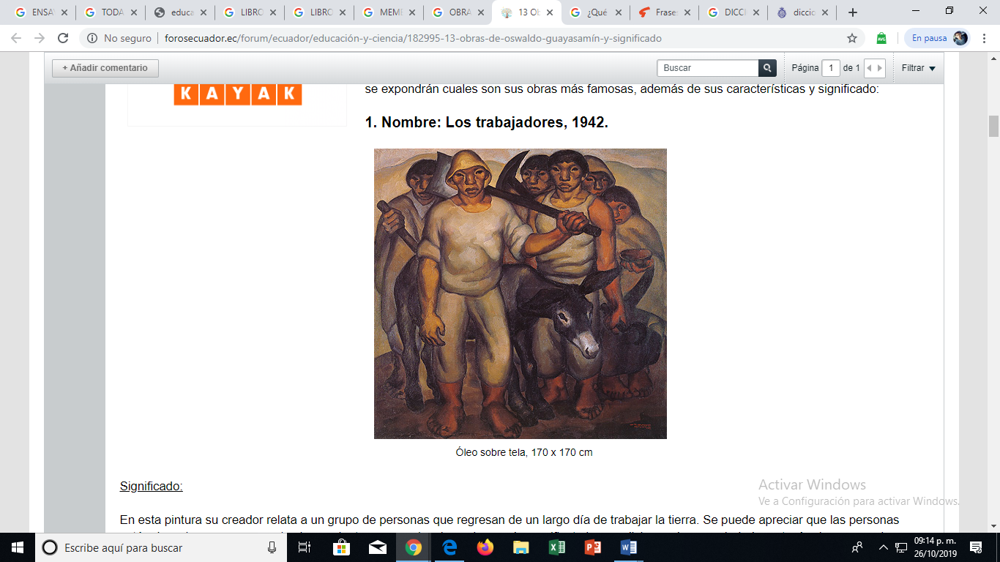 ENSAY
TODA
educa
LIBRO
LIBRO
MEME
OBRA
13 Ob
¿Qué
Frases
DICCI
diccio
No seguro
forosecuador.ec/forum/ecuador/educación-y-ciencia/182995-13-obras-de-oswaldo-guayasamín-y-significado
En pausa
+ Añadir comentario
Buscar
Página 1 de 1
Filtrar
KAYAK
se expondrán cuales son sus obras más famosas, además de sus características y significado:
1. Nombre: Los trabajadores, 1942.
Óleo sobre tela, 170 x 170 cm
Significado:
Activar Windows
Ve a Configuración para activar Windows.
En esta pintura su creador relata a un grupo de personas que regresan de un largo día de trabajar la tierra. Se puede apreciar que las personas
Escribe aquí para buscar
09:14 p. m.
26/10/2019